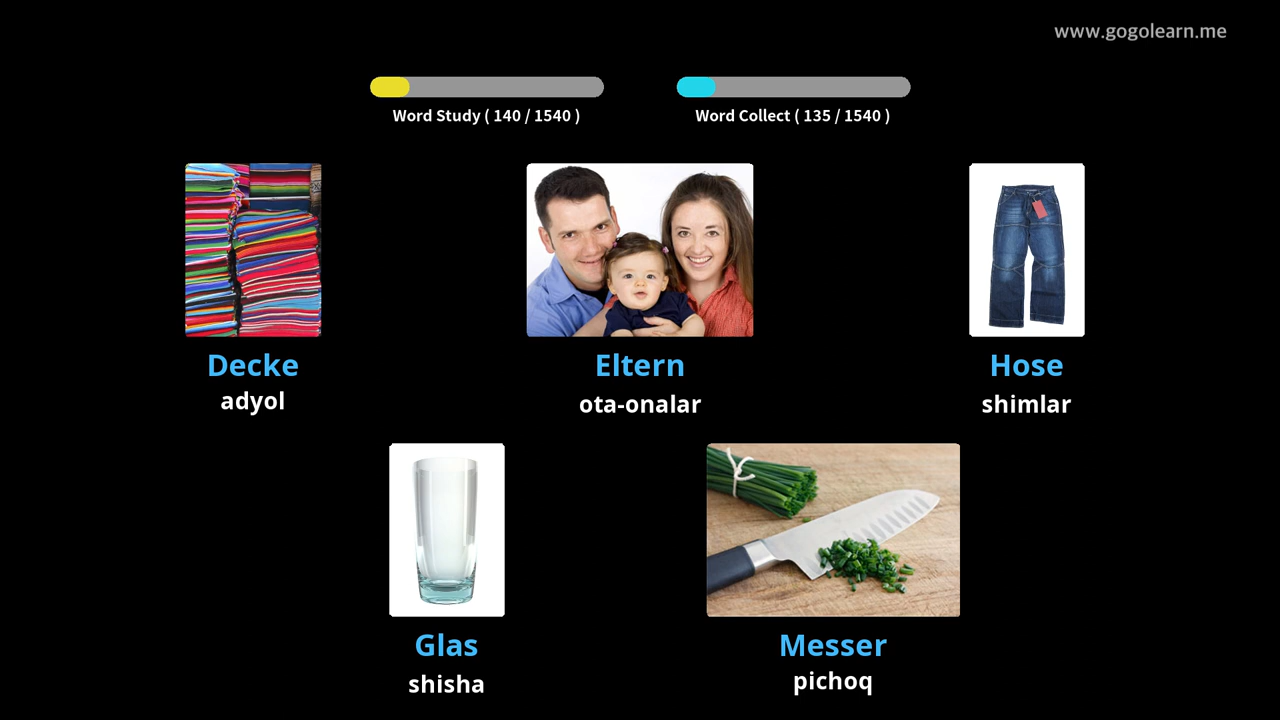 www.gogolearn.me
Word Study ( 140 / 1540 )
Word Collect ( 135 / 1540 )
Decke
adyol
Eltern
ota-onalar
Hose
shimlar
Glas
shisha
Messer
pichoq